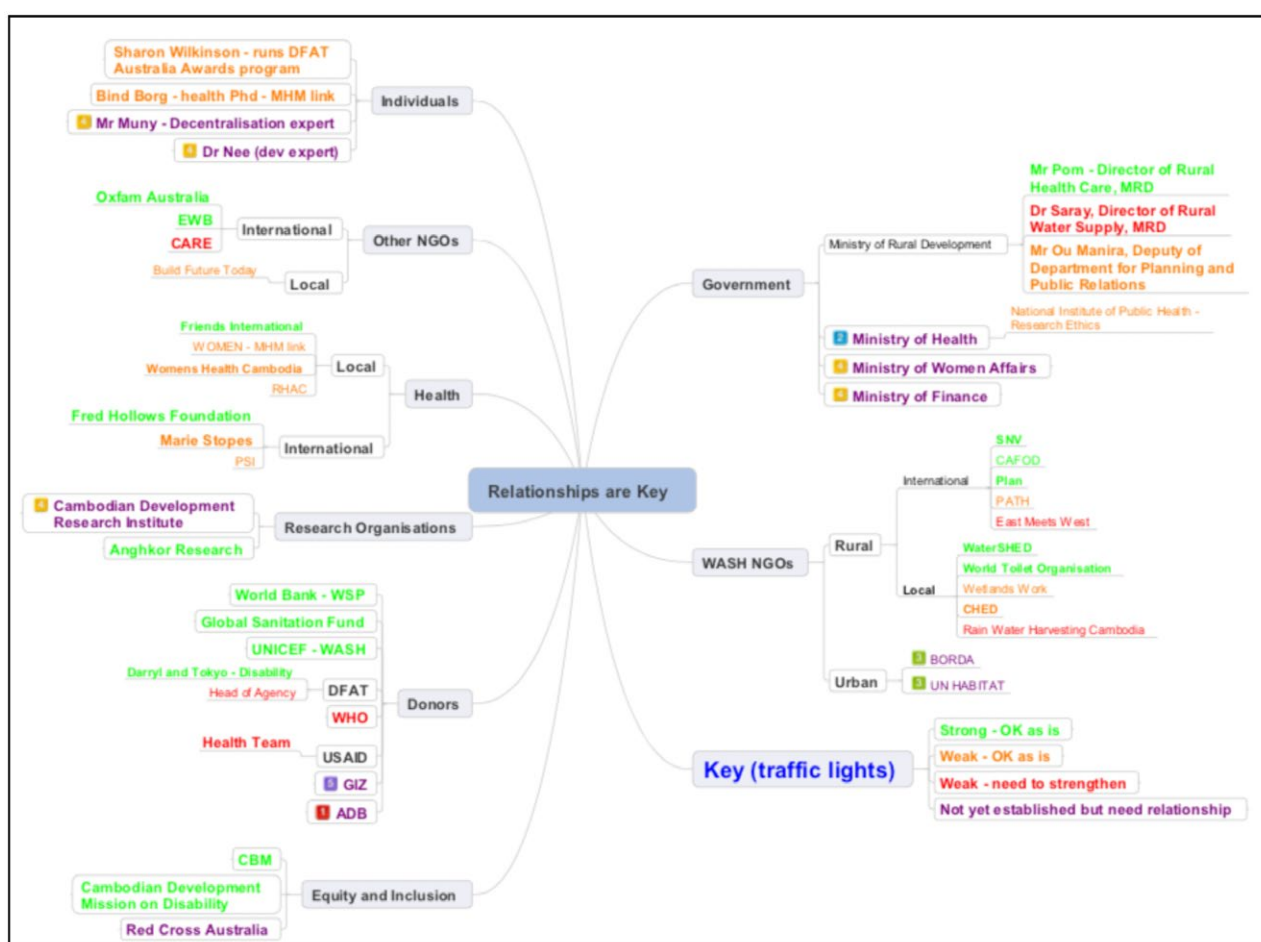 Sharon Wilkinson - runs DFAT
Australia Awards program
Bind Borg - health Phd - MHM link
4 Mr Muny - Decentralisation expert
4 Dr Nee (dev expert)
Individuals
Oxfam Australia
EWB
CARE
International
Build Future Today
Local
Other NGOs
Friends International
WOMEN - MHM link
Womens Health Cambodia
RHAC
Local
Fred Hollows Foundation
Marie Stopes
PSI
International
Health
4 Cambodian Development
Research Institute
Anghkor Research
Research Organisations
World Bank - WSP
Global Sanitation Fund
UNICEF - WASH
Darryl and Tokyo - Disability
Head of Agency
DFAT
WHO
Health Team
USAID
5 GIZ
1 ADB
Donors
CBM
Cambodian Development
Mission on Disability
Red Cross Australia
Equity and Inclusion
Relationships are Key
Government
Ministry of Rural Development
Mr Pom - Director of Rural
Health Care, MRD
Dr Saray, Director of Rural
Water Supply, MRD
Mr Ou Manira, Deputy of
Department for Planning and
Public Relations
2 Ministry of Health
National Institute of Public Health -
Research Ethics
4 Ministry of Women Affairs
4 Ministry of Finance
WASH NGOs
Rural
International
SNV
CAFOD
Plan
PATH
East Meets West
Local
WaterSHED
World Toilet Organisation
Wetlands Work
CHED
Rain Water Harvesting Cambodia
Urban
3 BORDA
3 UN HABITAT
Key (traffic lights)
Strong - OK as is
Weak - OK as is
Weak - need to strengthen
Not yet established but need relationship